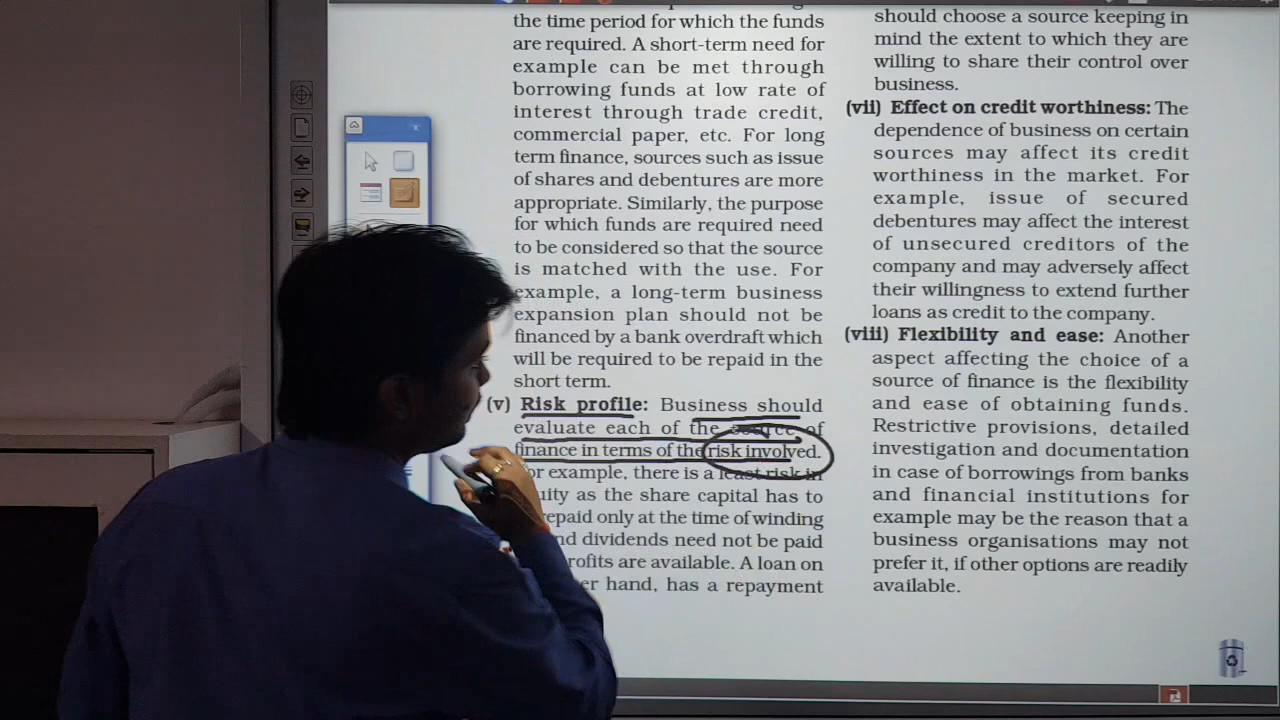 the time period for which the funds
are required. A short-term need for
example can be met through
borrowing funds at low rate of
interest through trade credit,
commercial paper, etc. For long
term finance, sources such as issue
of shares and debentures are more
appropriate. Similarly, the purpose
for which funds are required need
to be considered so that the source
is matched with the use. For
example, a long-term business
expansion plan should not be
financed by a bank overdraft which
will be required to be repaid in the
short term.
(v) Risk profile: Business should
evaluate each of the source of
finance in terms of the risk involved.
example, there is a least risk in
as the share capital has to
only at the time of winding
dividends need not be paid
are available. A loan on
hand, has a repayment
should choose a source keeping in
mind the extent to which they are
willing to share their control over
business.
(vii) Effect on credit worthiness: The
dependence of business on certain
sources may affect its credit
worthiness in the market. For
example, issue of secured
debentures may affect the interest
of unsecured creditors of the
company and may adversely affect
their willingness to extend further
loans as credit to the company.
(viii) Flexibility and ease: Another
aspect affecting the choice of a
source of finance is the flexibility
and ease of obtaining funds.
Restrictive provisions, detailed
investigation and documentation
in case of borrowings from banks
and financial institutions for
example may be the reason that a
business organisations may not
prefer it, if other options are readily
available.